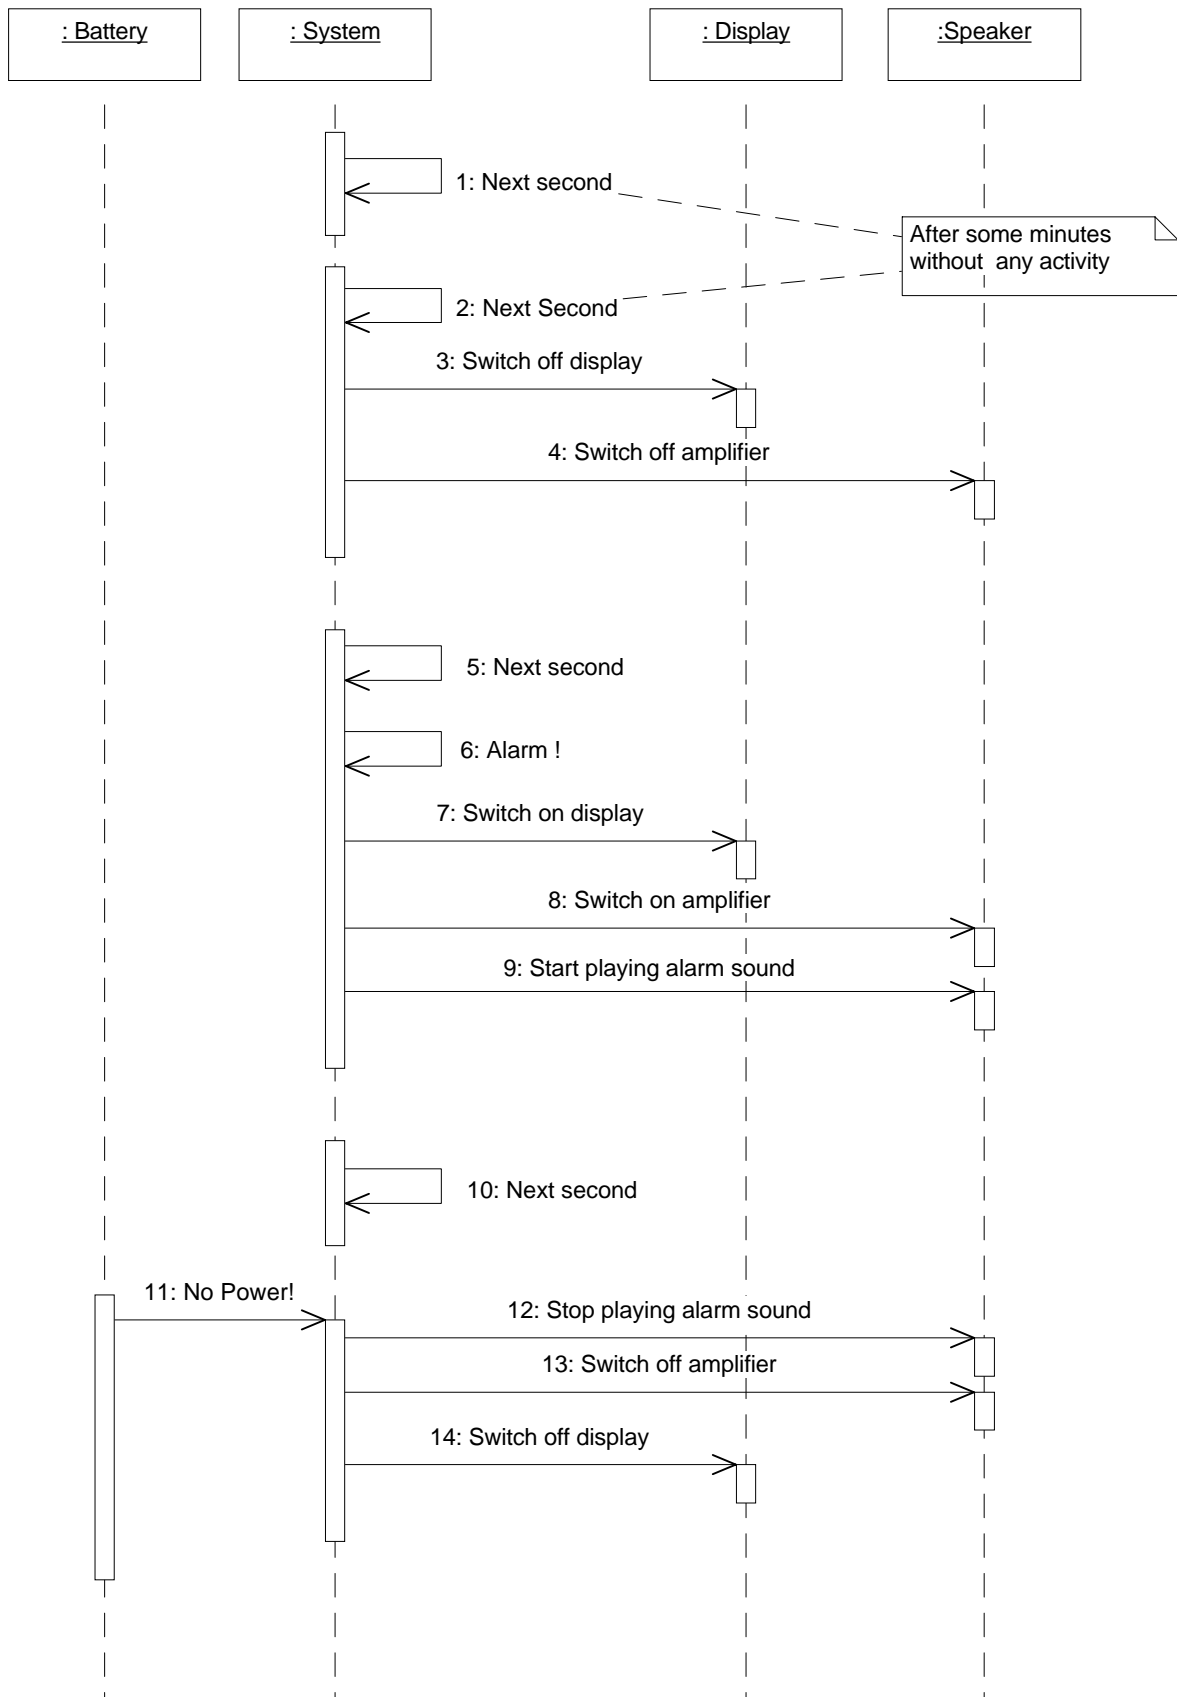 : Battery
: System
: Display
:Speaker
1: Next second
After some minutes
without  any activity
2: Next Second
3: Switch off display
4: Switch off amplifier
5: Next second
6: Alarm !
7: Switch on display
8: Switch on amplifier
9: Start playing alarm sound
10: Next second
11: No Power!
12: Stop playing alarm sound
13: Switch off amplifier
14: Switch off display